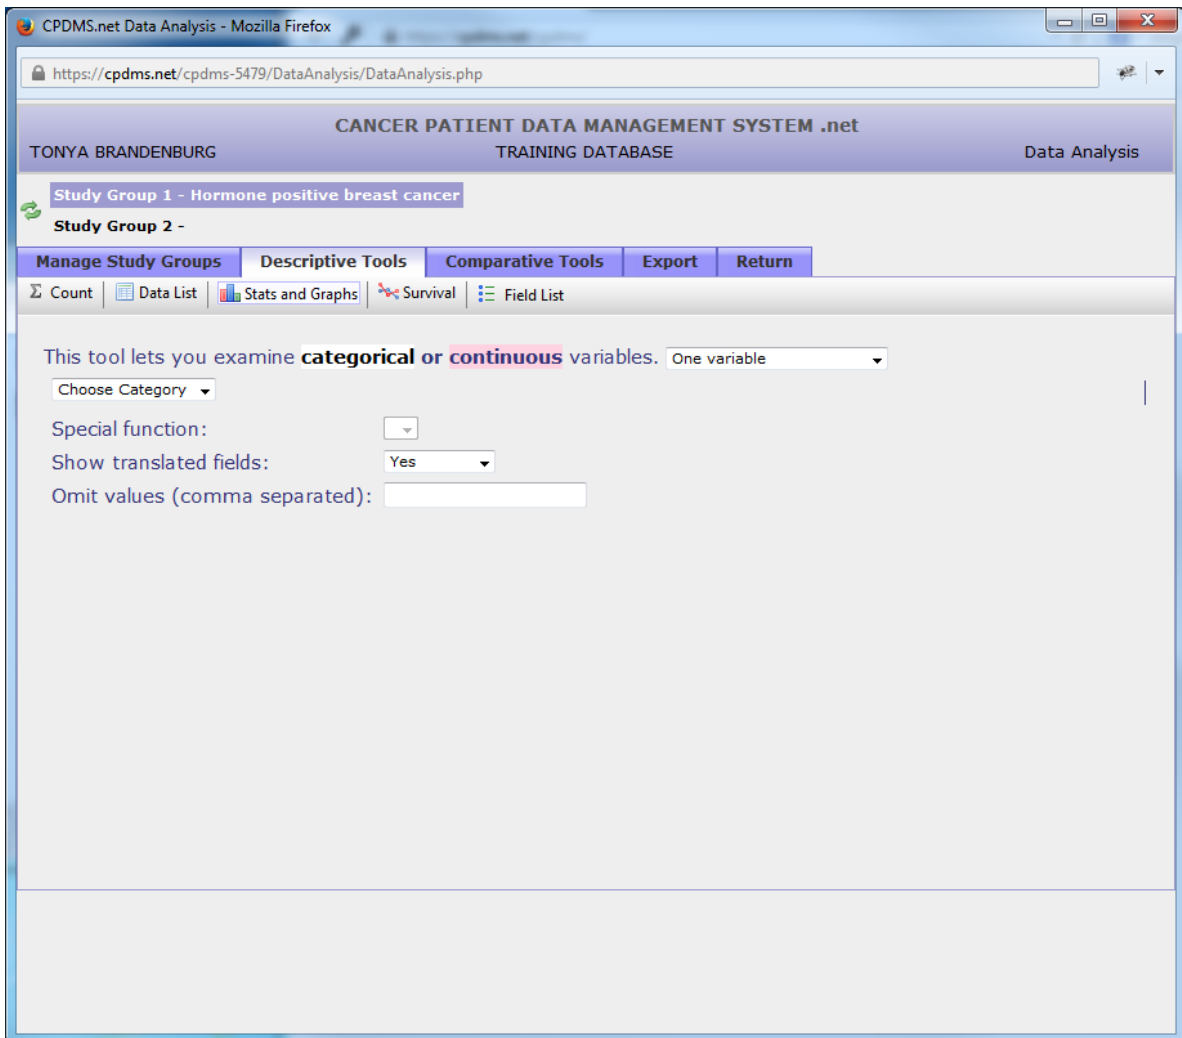 CPDMS.net Data Analysis - Mozilla Firefox
https://cpdms.net/cpdms-5479/DataAnalysis/DataAnalysis.php
CANCER PATIENT DATA MANAGEMENT SYSTEM .net
TONYA BRANDENBURG TRAINING DATABASE Data Analysis
Study Group 1 - Hormone positive breast cancer
Study Group 2 -
Manage Study Groups Descriptive Tools Comparative Tools Export Return
Σ Count Data List Stats and Graphs Survival Field List
This tool lets you examine categorical or continuous variables. One variable
Choose Category
Special function:
Show translated fields: Yes
Omit values (comma separated):